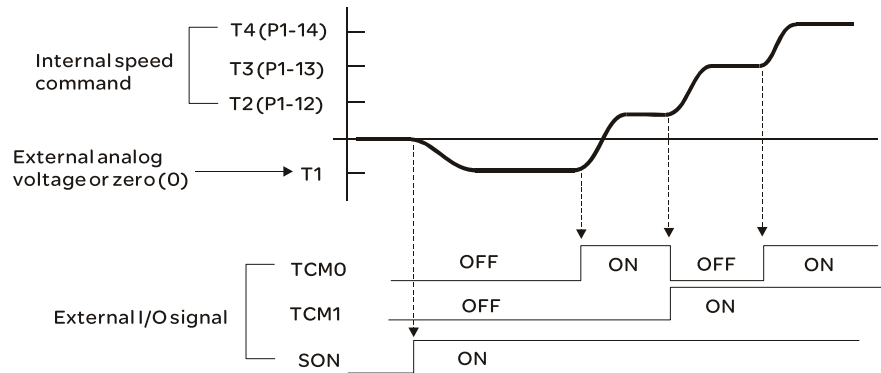 T4 (P1-14)
Internal speed
command
T3 (P1-13)
T2 (P1-12)
External analog
voltage or zero (0)
T1
TCM0
OFF
ON
OFF
ON
TCM1
OFF
ON
External I/O signal
SON
ON